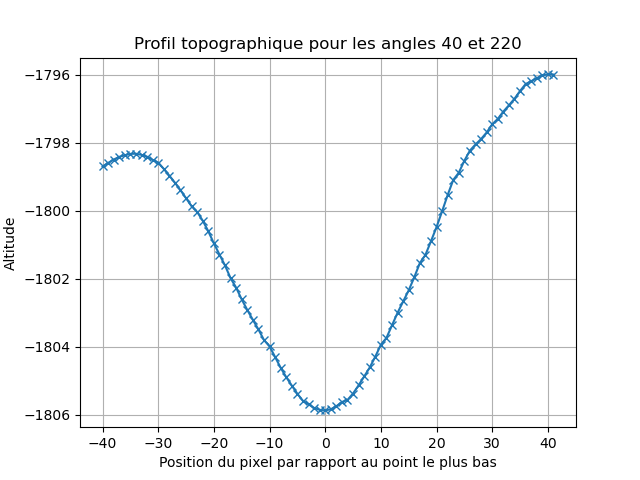 Profil topographique pour les angles 40 et 220
−1796
−1798
−1800
−1802
−1804
−1806
Altitude
−40 −30 −20 −10 0 10 20 30 40
Position du pixel par rapport au point le plus bas